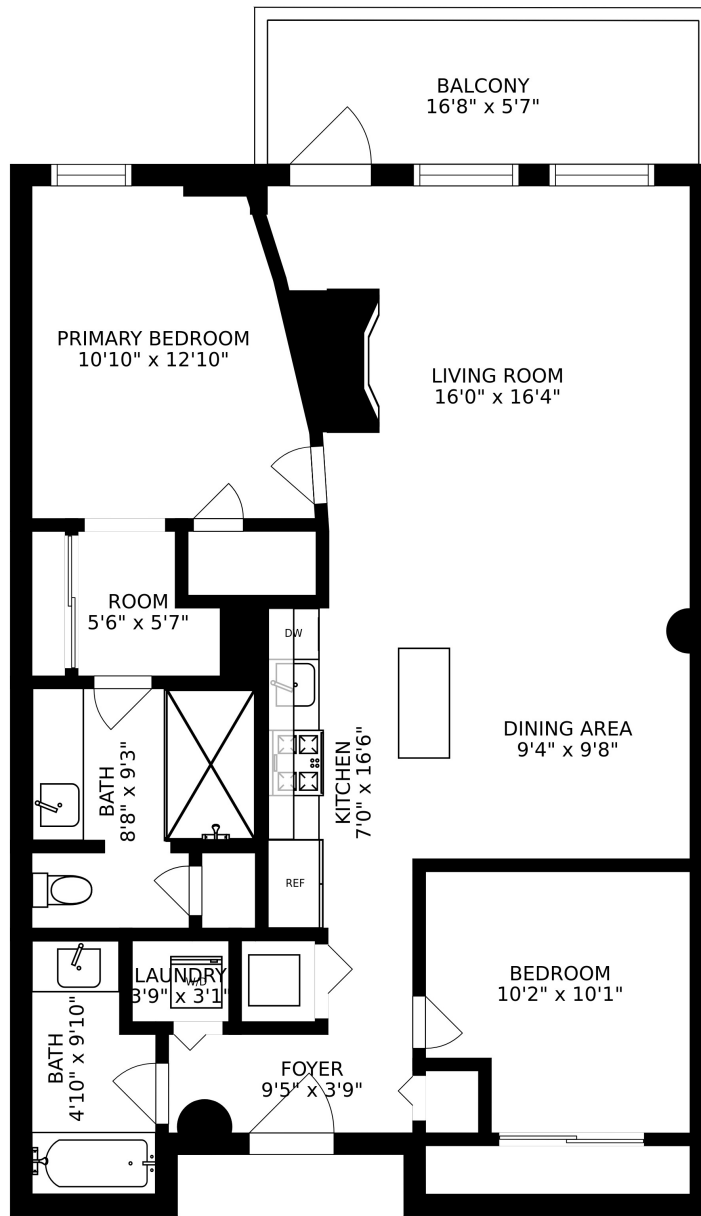 BALCONY
16'8" x 5'7"
PRIMARY BEDROOM
10'10" x 12'10"
LIVING ROOM
16'0" x 16'4"
ROOM
5'6" x 5'7"
DW
DINING AREA
9'4" x 9'8"
KITCHEN
7'0" x 16'6"
BATH
8'8" x 9'3"
REF
LAUNDRY
3'9" x 3'1"
W/D
BEDROOM
10'2" x 10'1"
BATH
4'10" x 9'10"
FOYER
9'5" x 3'9"